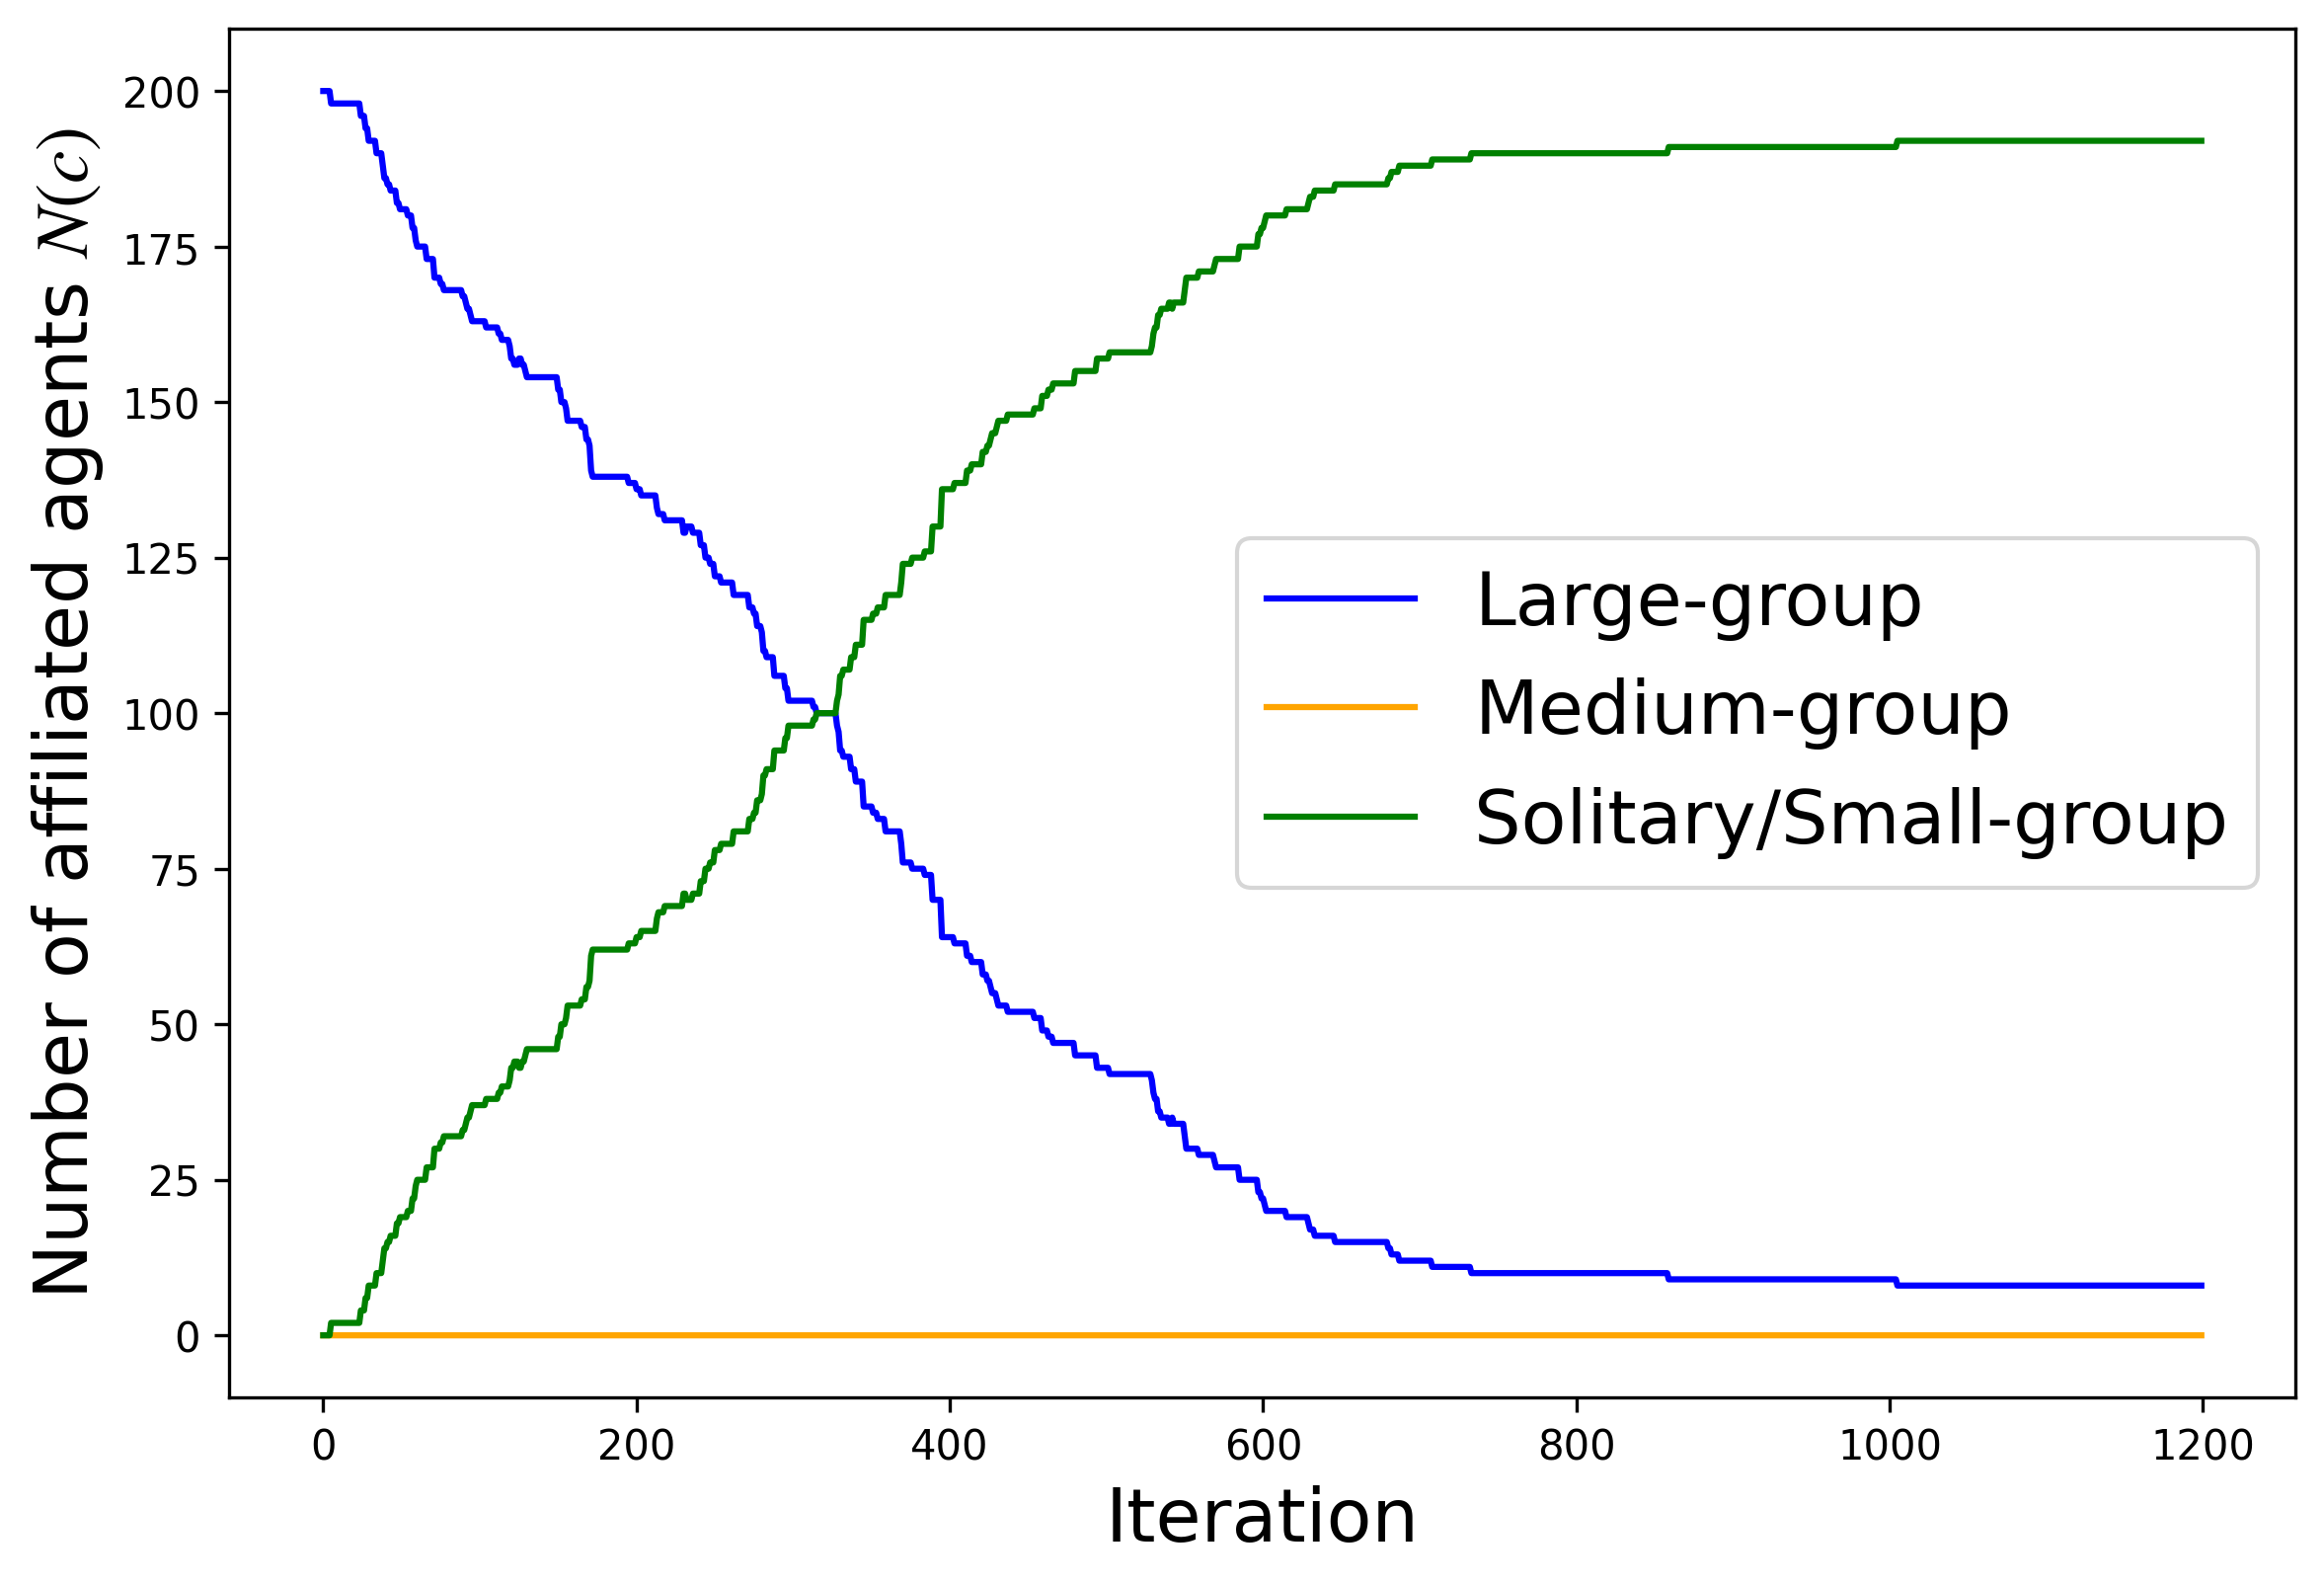 Number of affiliated agents N(c)
200
175
150
125
100
75
50
25
0
Large-group
Medium-group
Solitary/Small-group
0 200 400 600 800 1000 1200
Iteration